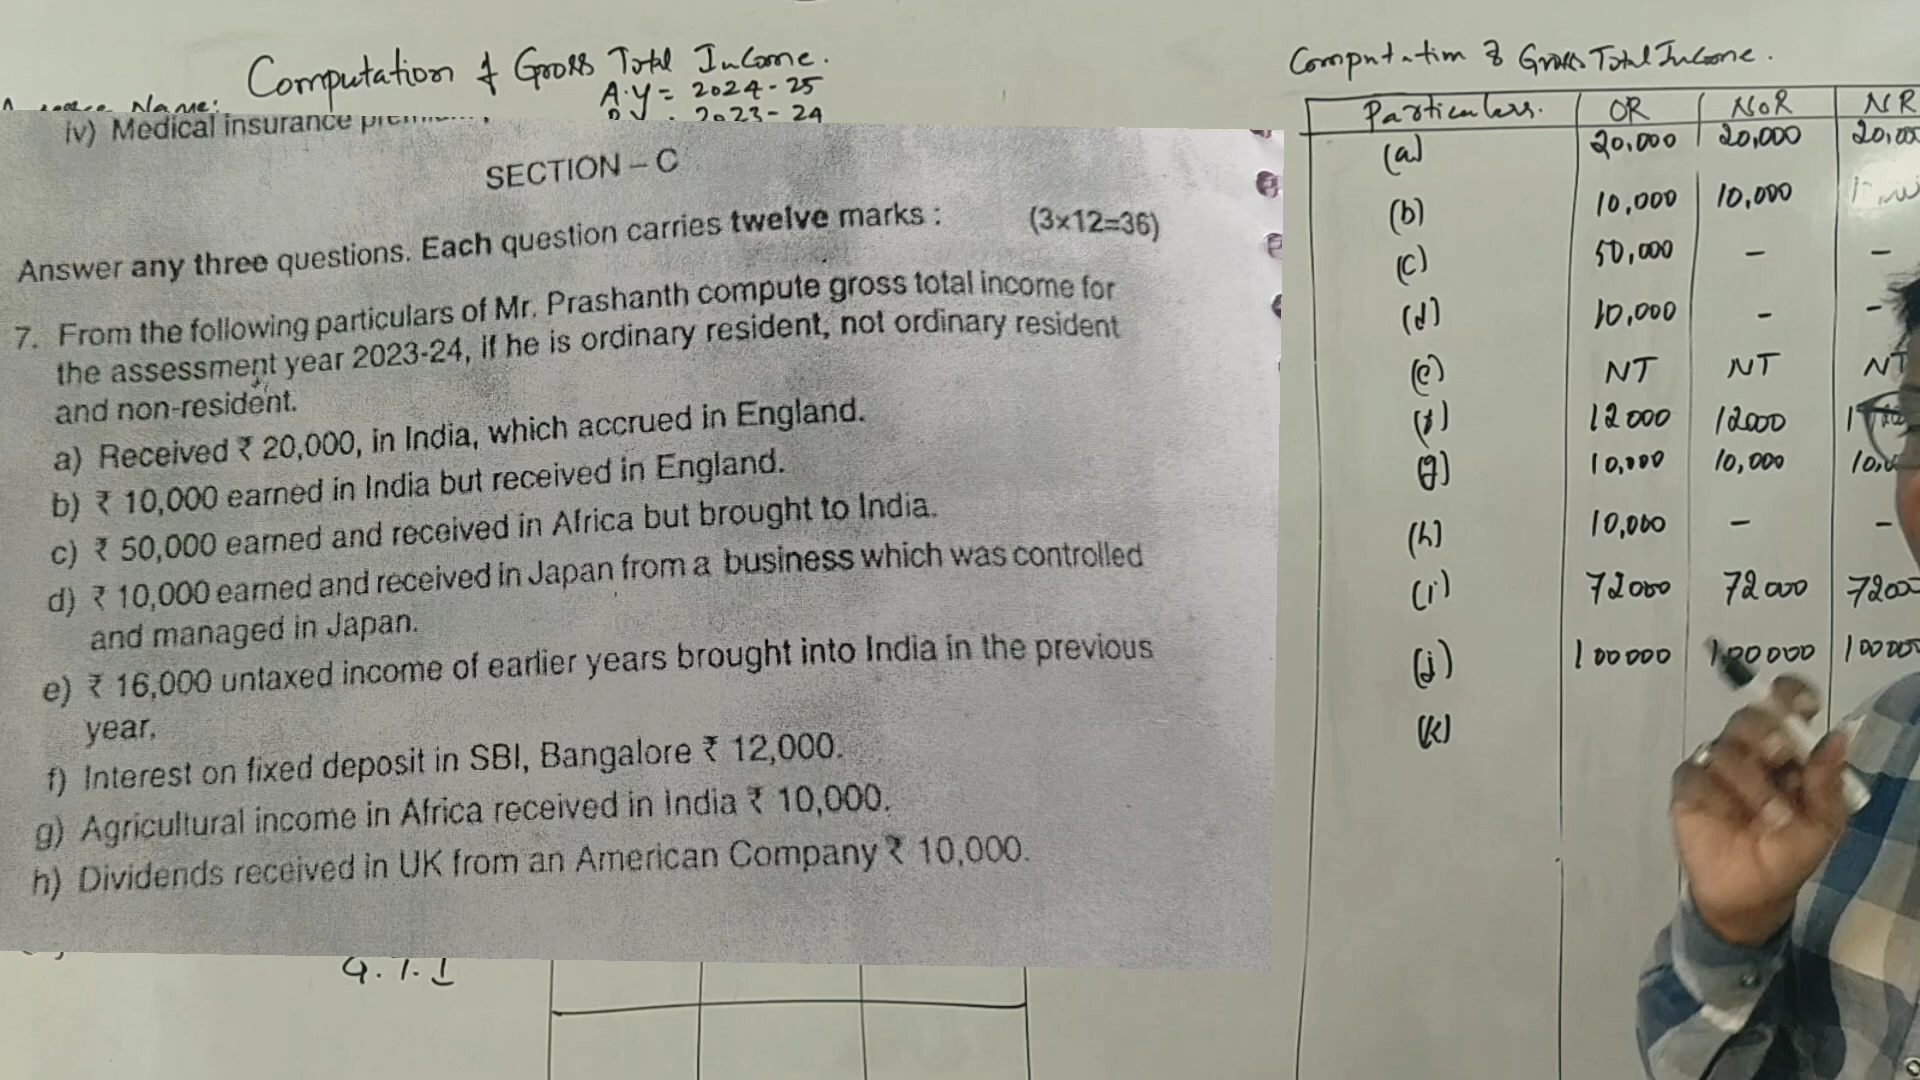 Computation of Gross Total Income.
A.Y = 2024-25
P.Y. 2023-24
Name:
iv) Medical insurance
SECTION – C
Answer any three questions. Each question carries twelve marks : (3×12=36)
7. From the following particulars of Mr. Prashanth compute gross total income for
the assessment year 2023-24, if he is ordinary resident, not ordinary resident
and non-resident.
a) Received ₹ 20,000, in India, which accrued in England.
b) ₹ 10,000 earned in India but received in England.
c) ₹ 50,000 earned and received in Africa but brought to India.
d) ₹ 10,000 earned and received in Japan from a business which was controlled
and managed in Japan.
e) ₹ 16,000 untaxed income of earlier years brought into India in the previous
year.
f) Interest on fixed deposit in SBI, Bangalore ₹ 12,000.
g) Agricultural income in Africa received in India ₹ 10,000.
h) Dividends received in UK from an American Company ₹ 10,000.
G.T.I
Computation of Gross Total Income.
Particulars. OR NOR NR
(a) 20,000 20,000 20,000
(b) 10,000 10,000
(c) 50,000 – –
(d) 10,000 – –
(e) NT NT NT
(f) 12000 12000
(g) 10,000 10,000
(h) 10,000 – –
(i) 72000 72000 72000
(j) 100000 100000 100000
(k)